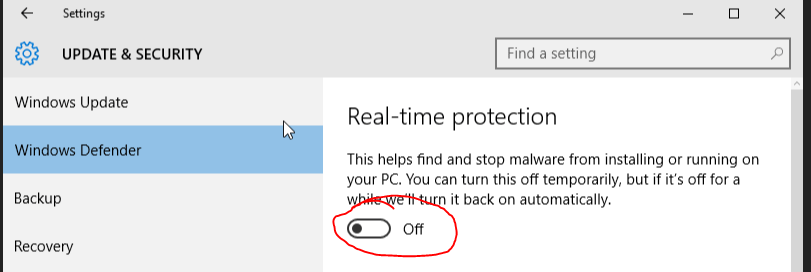 Settings
UPDATE & SECURITY
Find a setting
Windows Update
Windows Defender
Backup
Recovery
Real-time protection
This helps find and stop malware from installing or running on
your PC. You can turn this off temporarily, but if it's off for a
while we'll turn it back on automatically.
Off